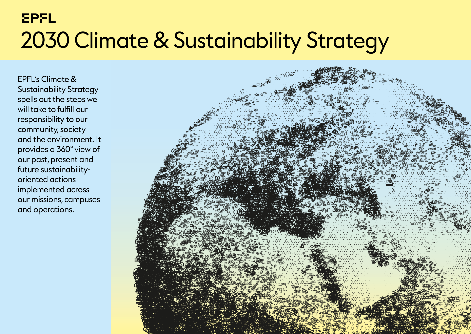 EPFL
2030 Climate & Sustainability Strategy
EPFL's Climate &
Sustainability Strategy
spells out the steps we
will take to fulfill our
responsibility to our
community, society
and the environment. It
provides a 360° view of
our past, present and
future sustainability-
oriented actions
implemented across
our missions, campuses
and operations.